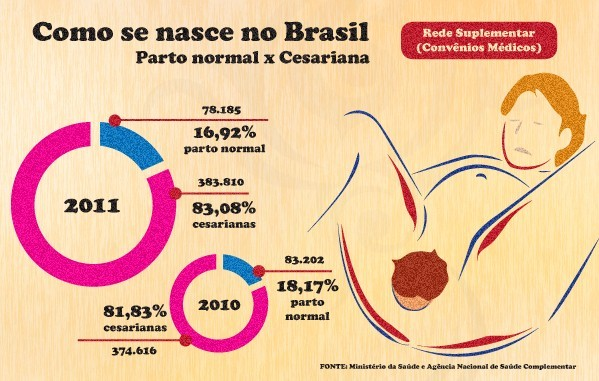 Como se nasce no Brasil
Parto normal x Cesariana
Rede Suplementar
(Convênios Médicos)
78.185
16,92%
parto normal
2011
383.810
83,08%
cesarianas
83.202
18,17%
parto
normal
2010
81,83%
cesarianas
374.616
FONTE: Ministério da Saúde e Agência Nacional de Saúde Complementar